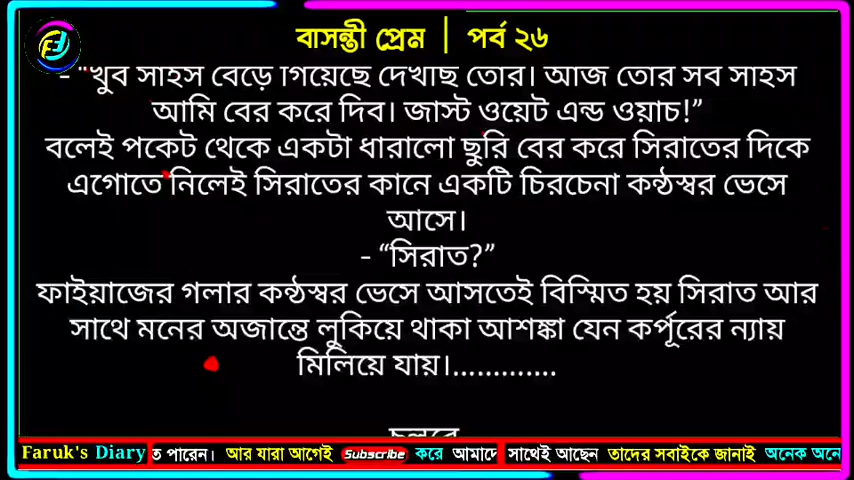 বাসন্তী প্রেম | পর্ব ২৬
- “খুব সাহস বেড়ে গিয়েছে দেখছি তোর। আজ তোর সব সাহস
আমি বের করে দিব। জাস্ট ওয়েট এন্ড ওয়াচ!”
বলেই পকেট থেকে একটা ধারালো ছুরি বের করে সিরাতের দিকে
এগোতে নিলেই সিরাতের কানে একটি চিরচেনা কন্ঠস্বর ভেসে
আসে।
- “সিরাত?”
ফাইয়াজের গলার কন্ঠস্বর ভেসে আসতেই বিস্মিত হয় সিরাত আর
সাথে মনের অজান্তে লুকিয়ে থাকা আশঙ্কা যেন কর্পূরের ন্যায়
মিলিয়ে যায়।.............
চলবে
Faruk's Diary ত পারেন। আর যারা আগেই Subscribe করে আমাদে সাথেই আছেন তাদের সবাইকে জানাই অনেক অনে